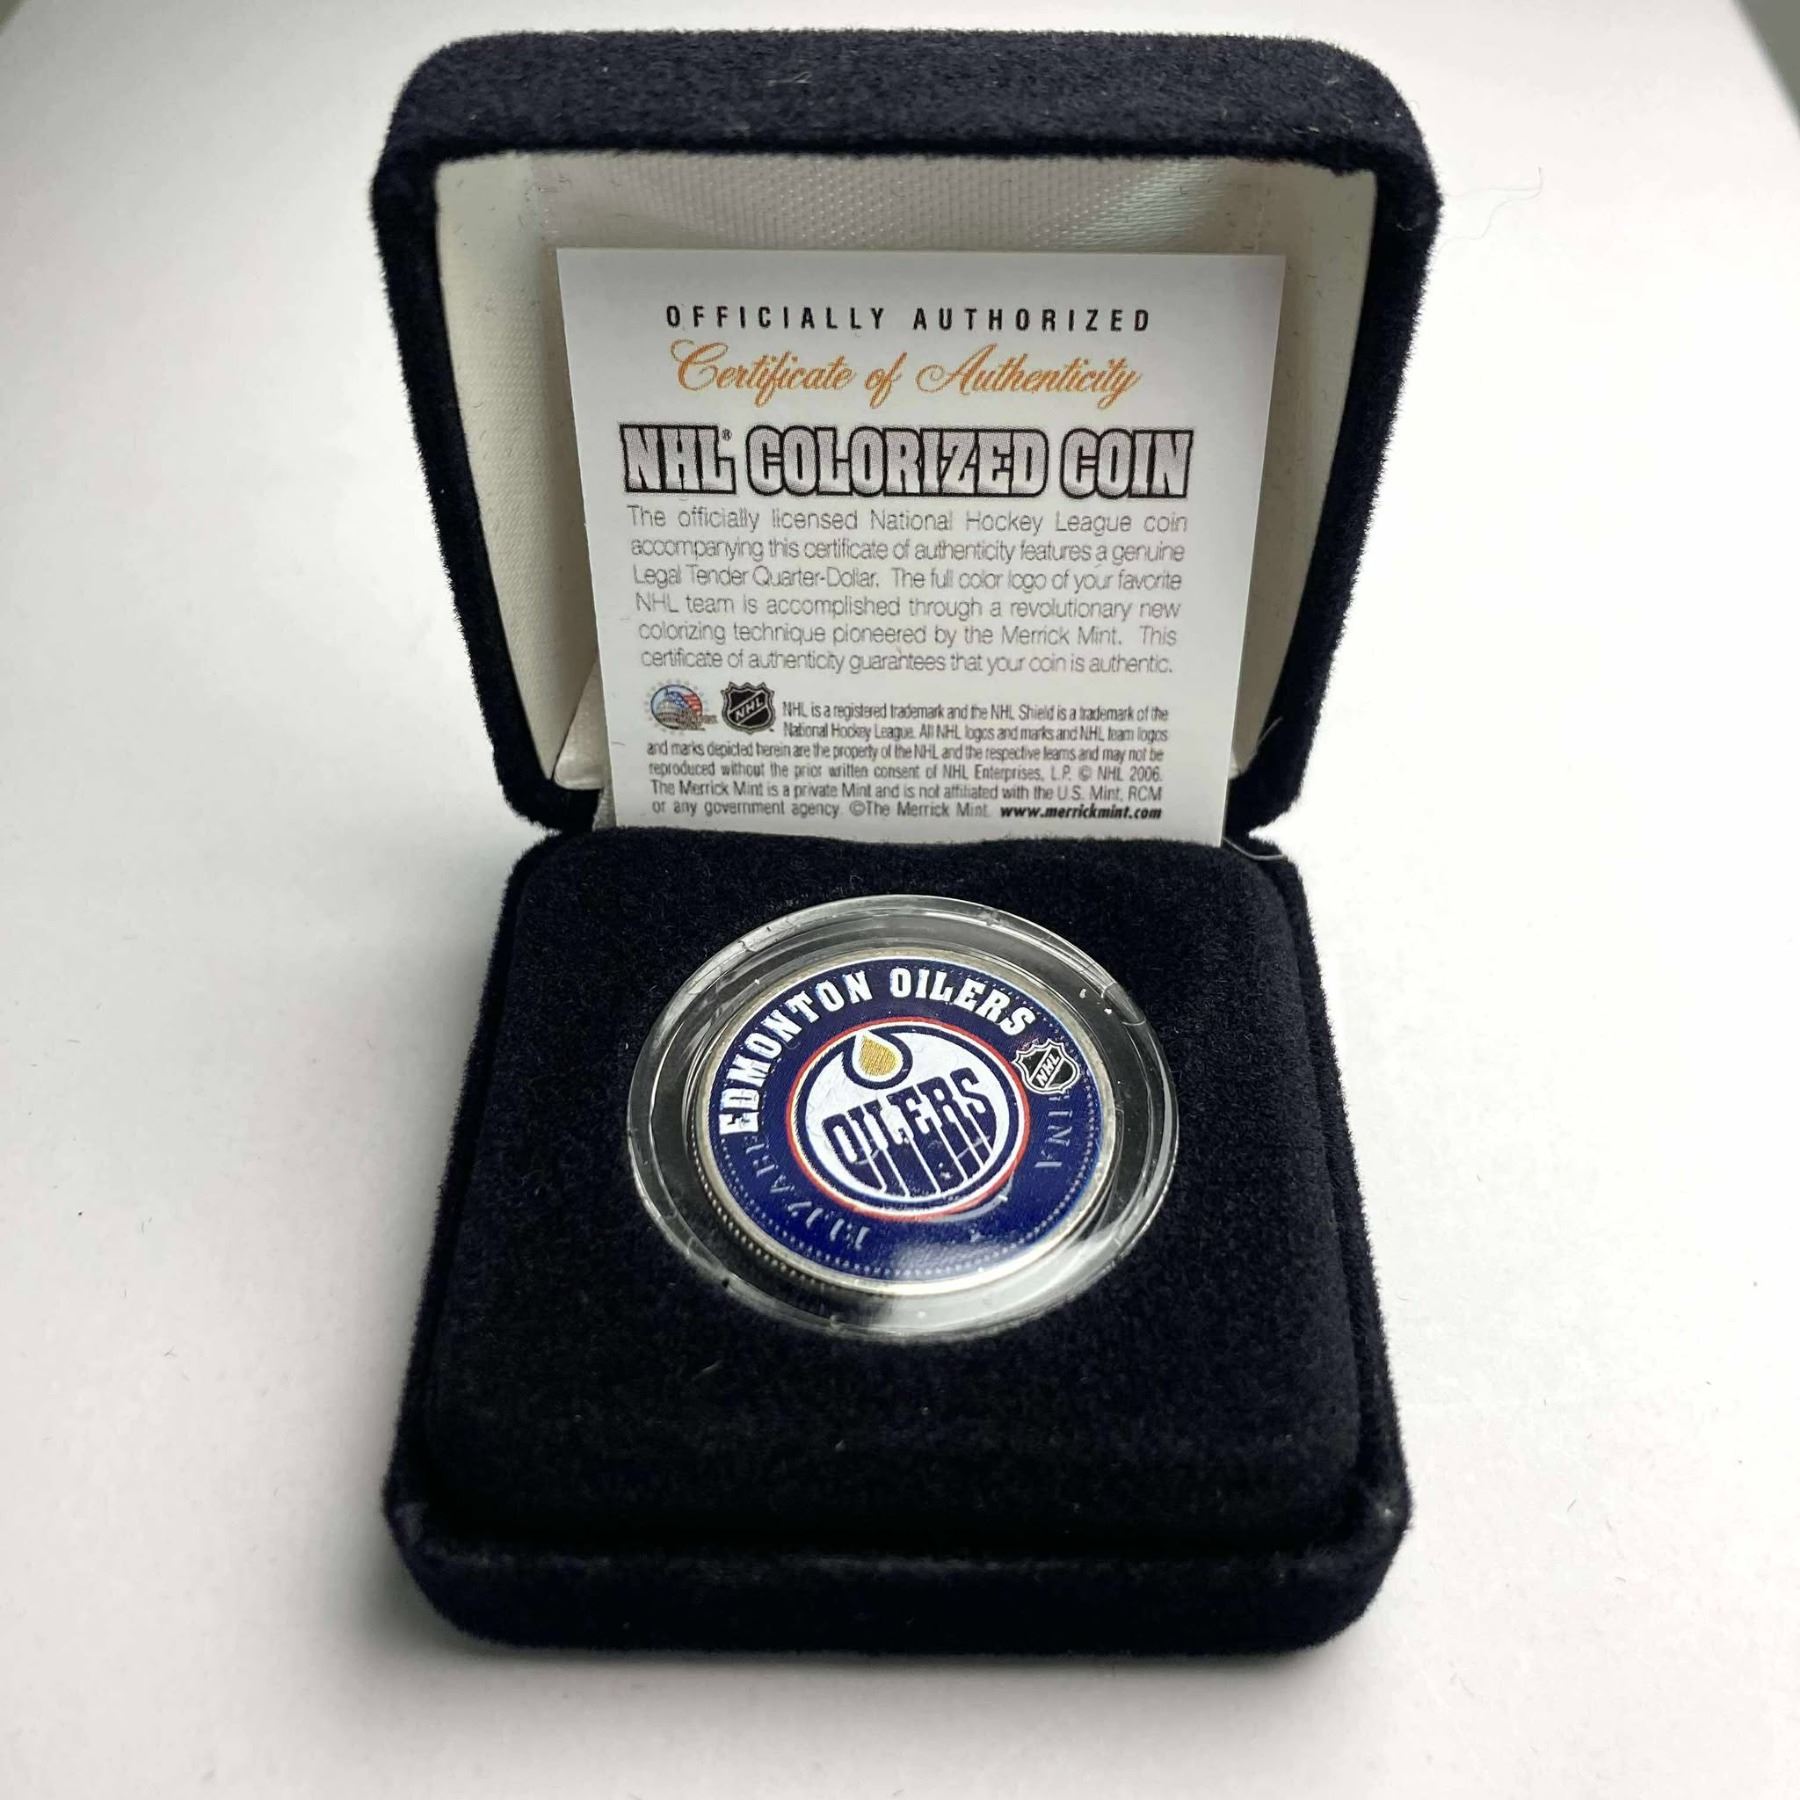 OFFICIALLY AUTHORIZED
Certificate of Authenticity
NHL® COLORIZED COIN
The officially licensed National Hockey League coin
accompanying this certificate of authenticity features a genuine
Legal Tender Quarter-Dollar. The full color logo of your favorite
NHL team is accomplished through a revolutionary new
colorizing technique pioneered by the Merrick Mint. This
certificate of authenticity guarantees that your coin is authentic.
NHL
NHL is a registered trademark and the NHL Shield is a trademark of the
National Hockey League. All NHL logos and marks and NHL team logos
and marks depicted herein are the property of the NHL and the respective teams and may not be
reproduced without the prior written consent of NHL Enterprises, L.P. © NHL 2006.
The Merrick Mint is a private Mint and is not affiliated with the U.S. Mint, RCM
or any government agency. ©The Merrick Mint. www.merrickmint.com
EDMONTON OILERS
NHL
OILERS